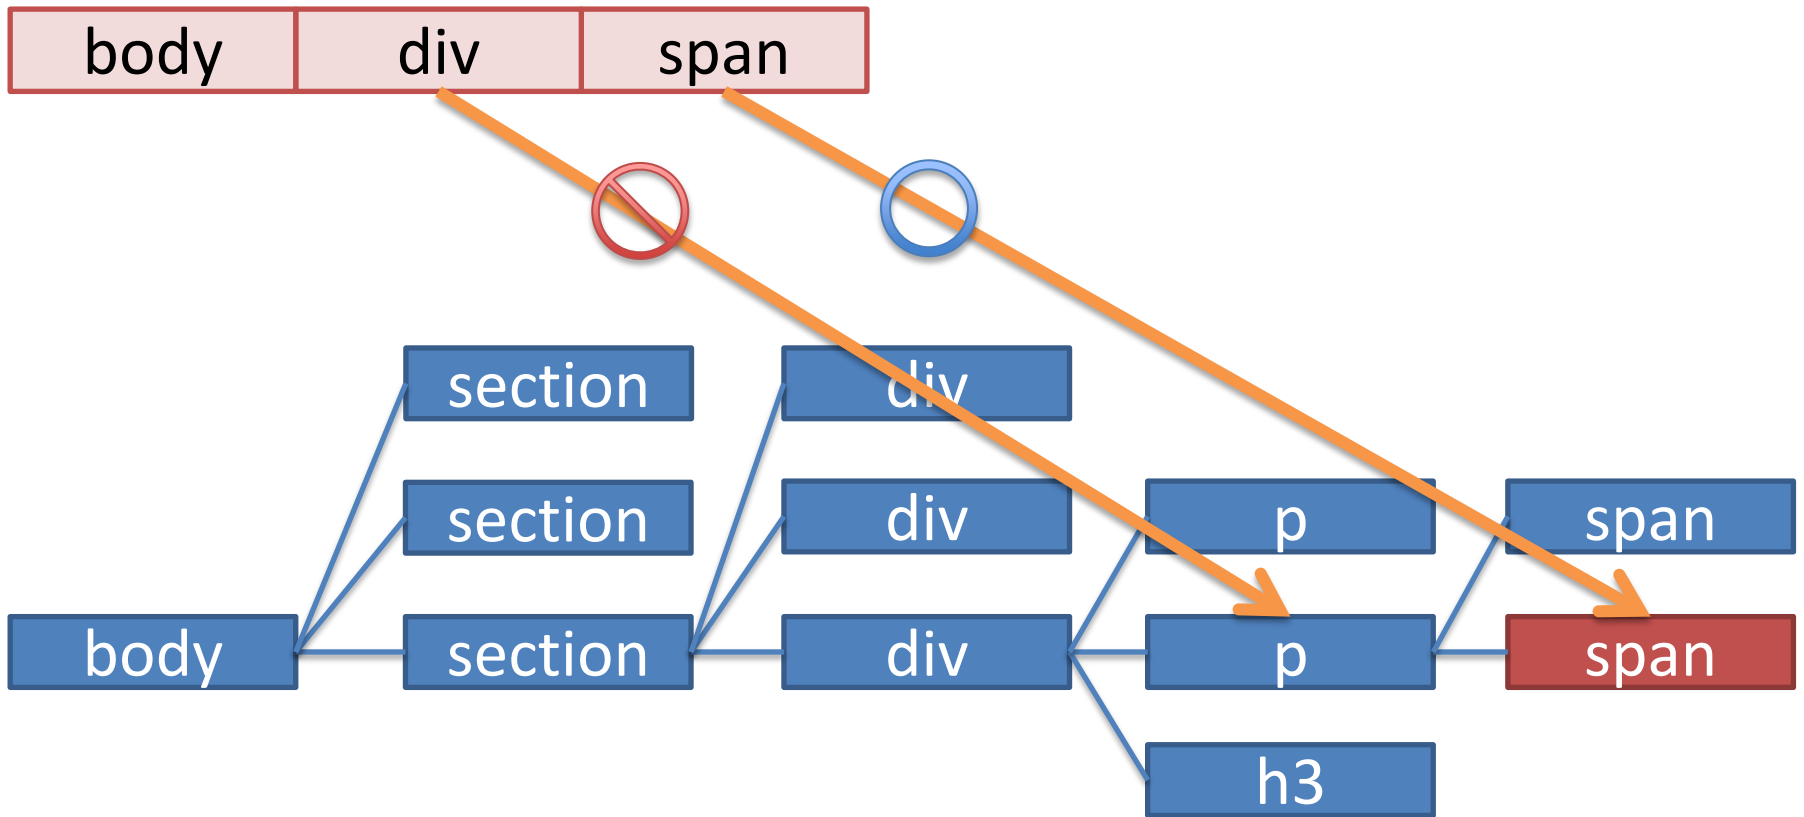 body div span
section div
section div p span
body section div p span
h3